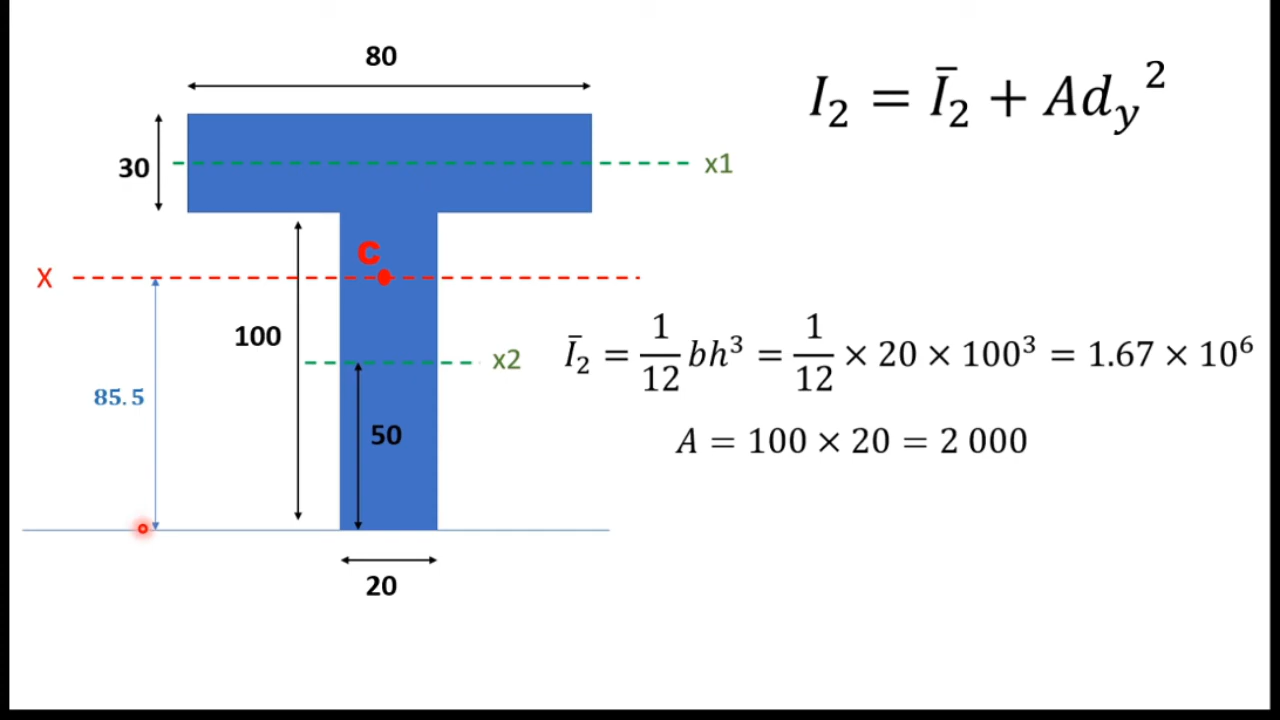 80
I₂ = Ī₂ + Ad_y²
30
x1
C
X
100
Ī₂ = 1/12 bh³ = 1/12 × 20 × 100³ = 1.67 × 10⁶
x2
85.5
50
A = 100 × 20 = 2 000
20